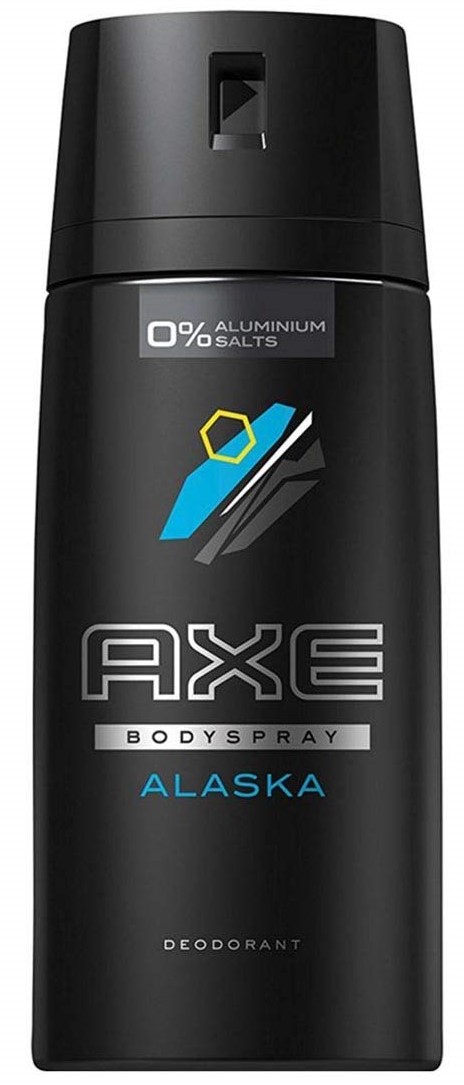 0% ALUMINIUM
SALTS
AXE
BODYSPRAY
ALASKA
DEODORANT